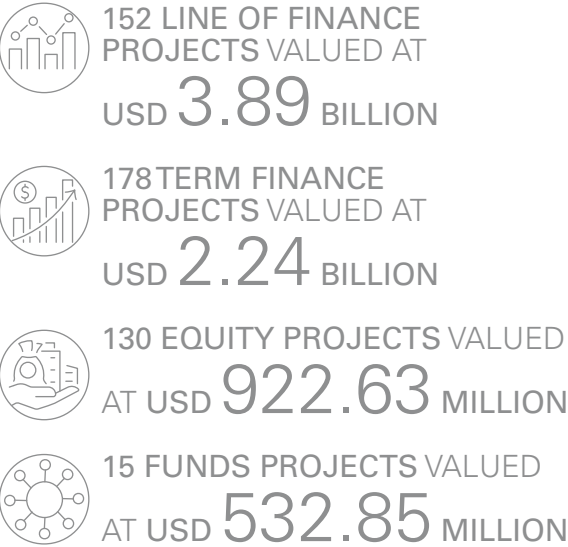 152 LINE OF FINANCE
PROJECTS VALUED AT
USD 3.89 BILLION
$
178 TERM FINANCE
PROJECTS VALUED AT
USD 2.24 BILLION
130 EQUITY PROJECTS VALUED
AT USD 922.63 MILLION
15 FUNDS PROJECTS VALUED
AT USD 532.85 MILLION